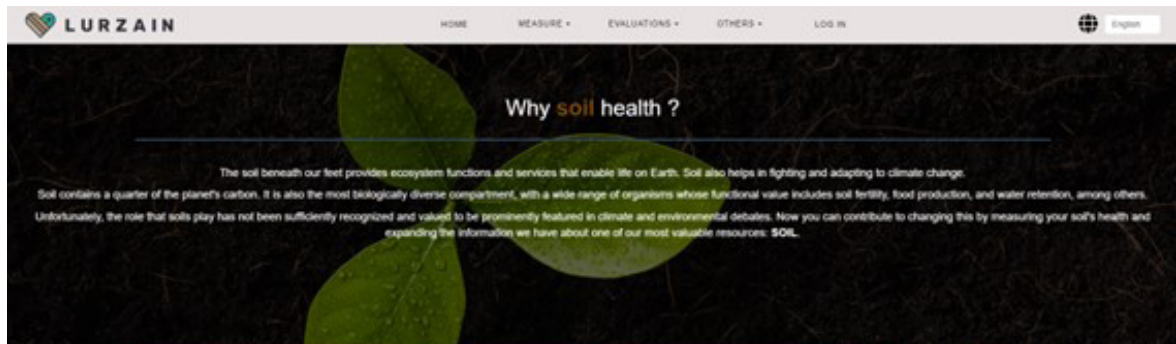 LURZAIN
HOME MEASURE EVALUATIONS OTHERS LOG IN
English
Why soil health ?
The soil beneath our feet provides ecosystem functions and services that enable life on Earth. Soil also helps in fighting and adapting to climate change.
Soil contains a quarter of the planet's carbon. It is also the most biologically diverse compartment, with a wide range of organisms whose functional value includes soil fertility, food production, and water retention, among others.
Unfortunately, the role that soils play has not been sufficiently recognized and valued to be prominently featured in climate and environmental debates. Now you can contribute to changing this by measuring your soil's health and
expanding the information we have about one of our most valuable resources: SOIL.